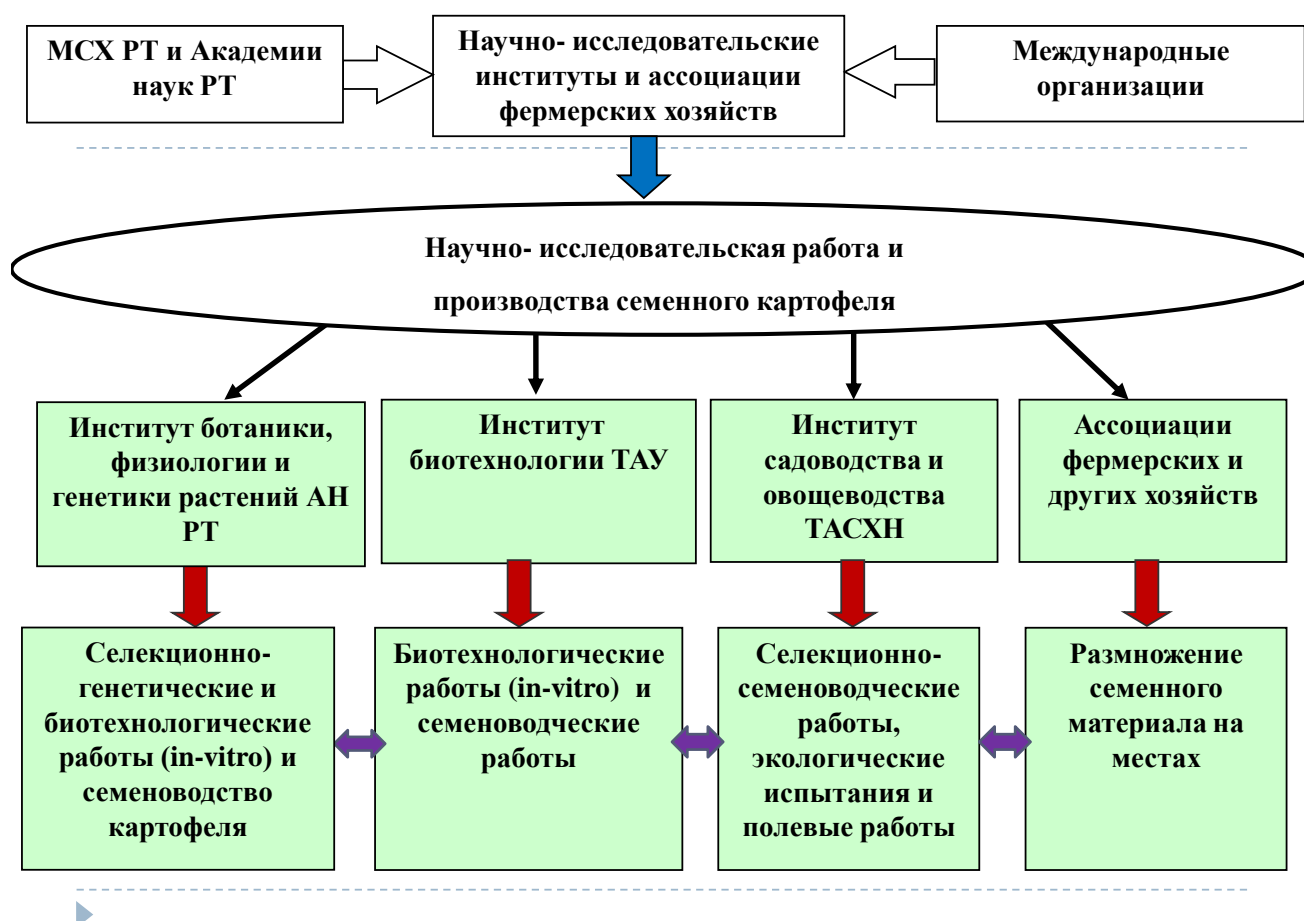 МСХ РТ и Академии
наук РТ
Научно- исследовательские
институты и ассоциации
фермерских хозяйств
Международные
организации
Научно- исследовательская работа и
производства семенного картофеля
Институт ботаники,
физиологии и
генетики растений АН
РТ
Институт
биотехнологии ТАУ
Институт
садоводства и
овощеводства
ТАСХН
Ассоциации
фермерских и
других хозяйств
Селекционно-
генетические и
биотехнологические
работы (in-vitro) и
семеноводство
картофеля
Биотехнологические
работы (in-vitro) и
семеноводческие
работы
Селекционно-
семеноводческие
работы,
экологические
испытания и
полевые работы
Размножение
семенного
материала на
местах